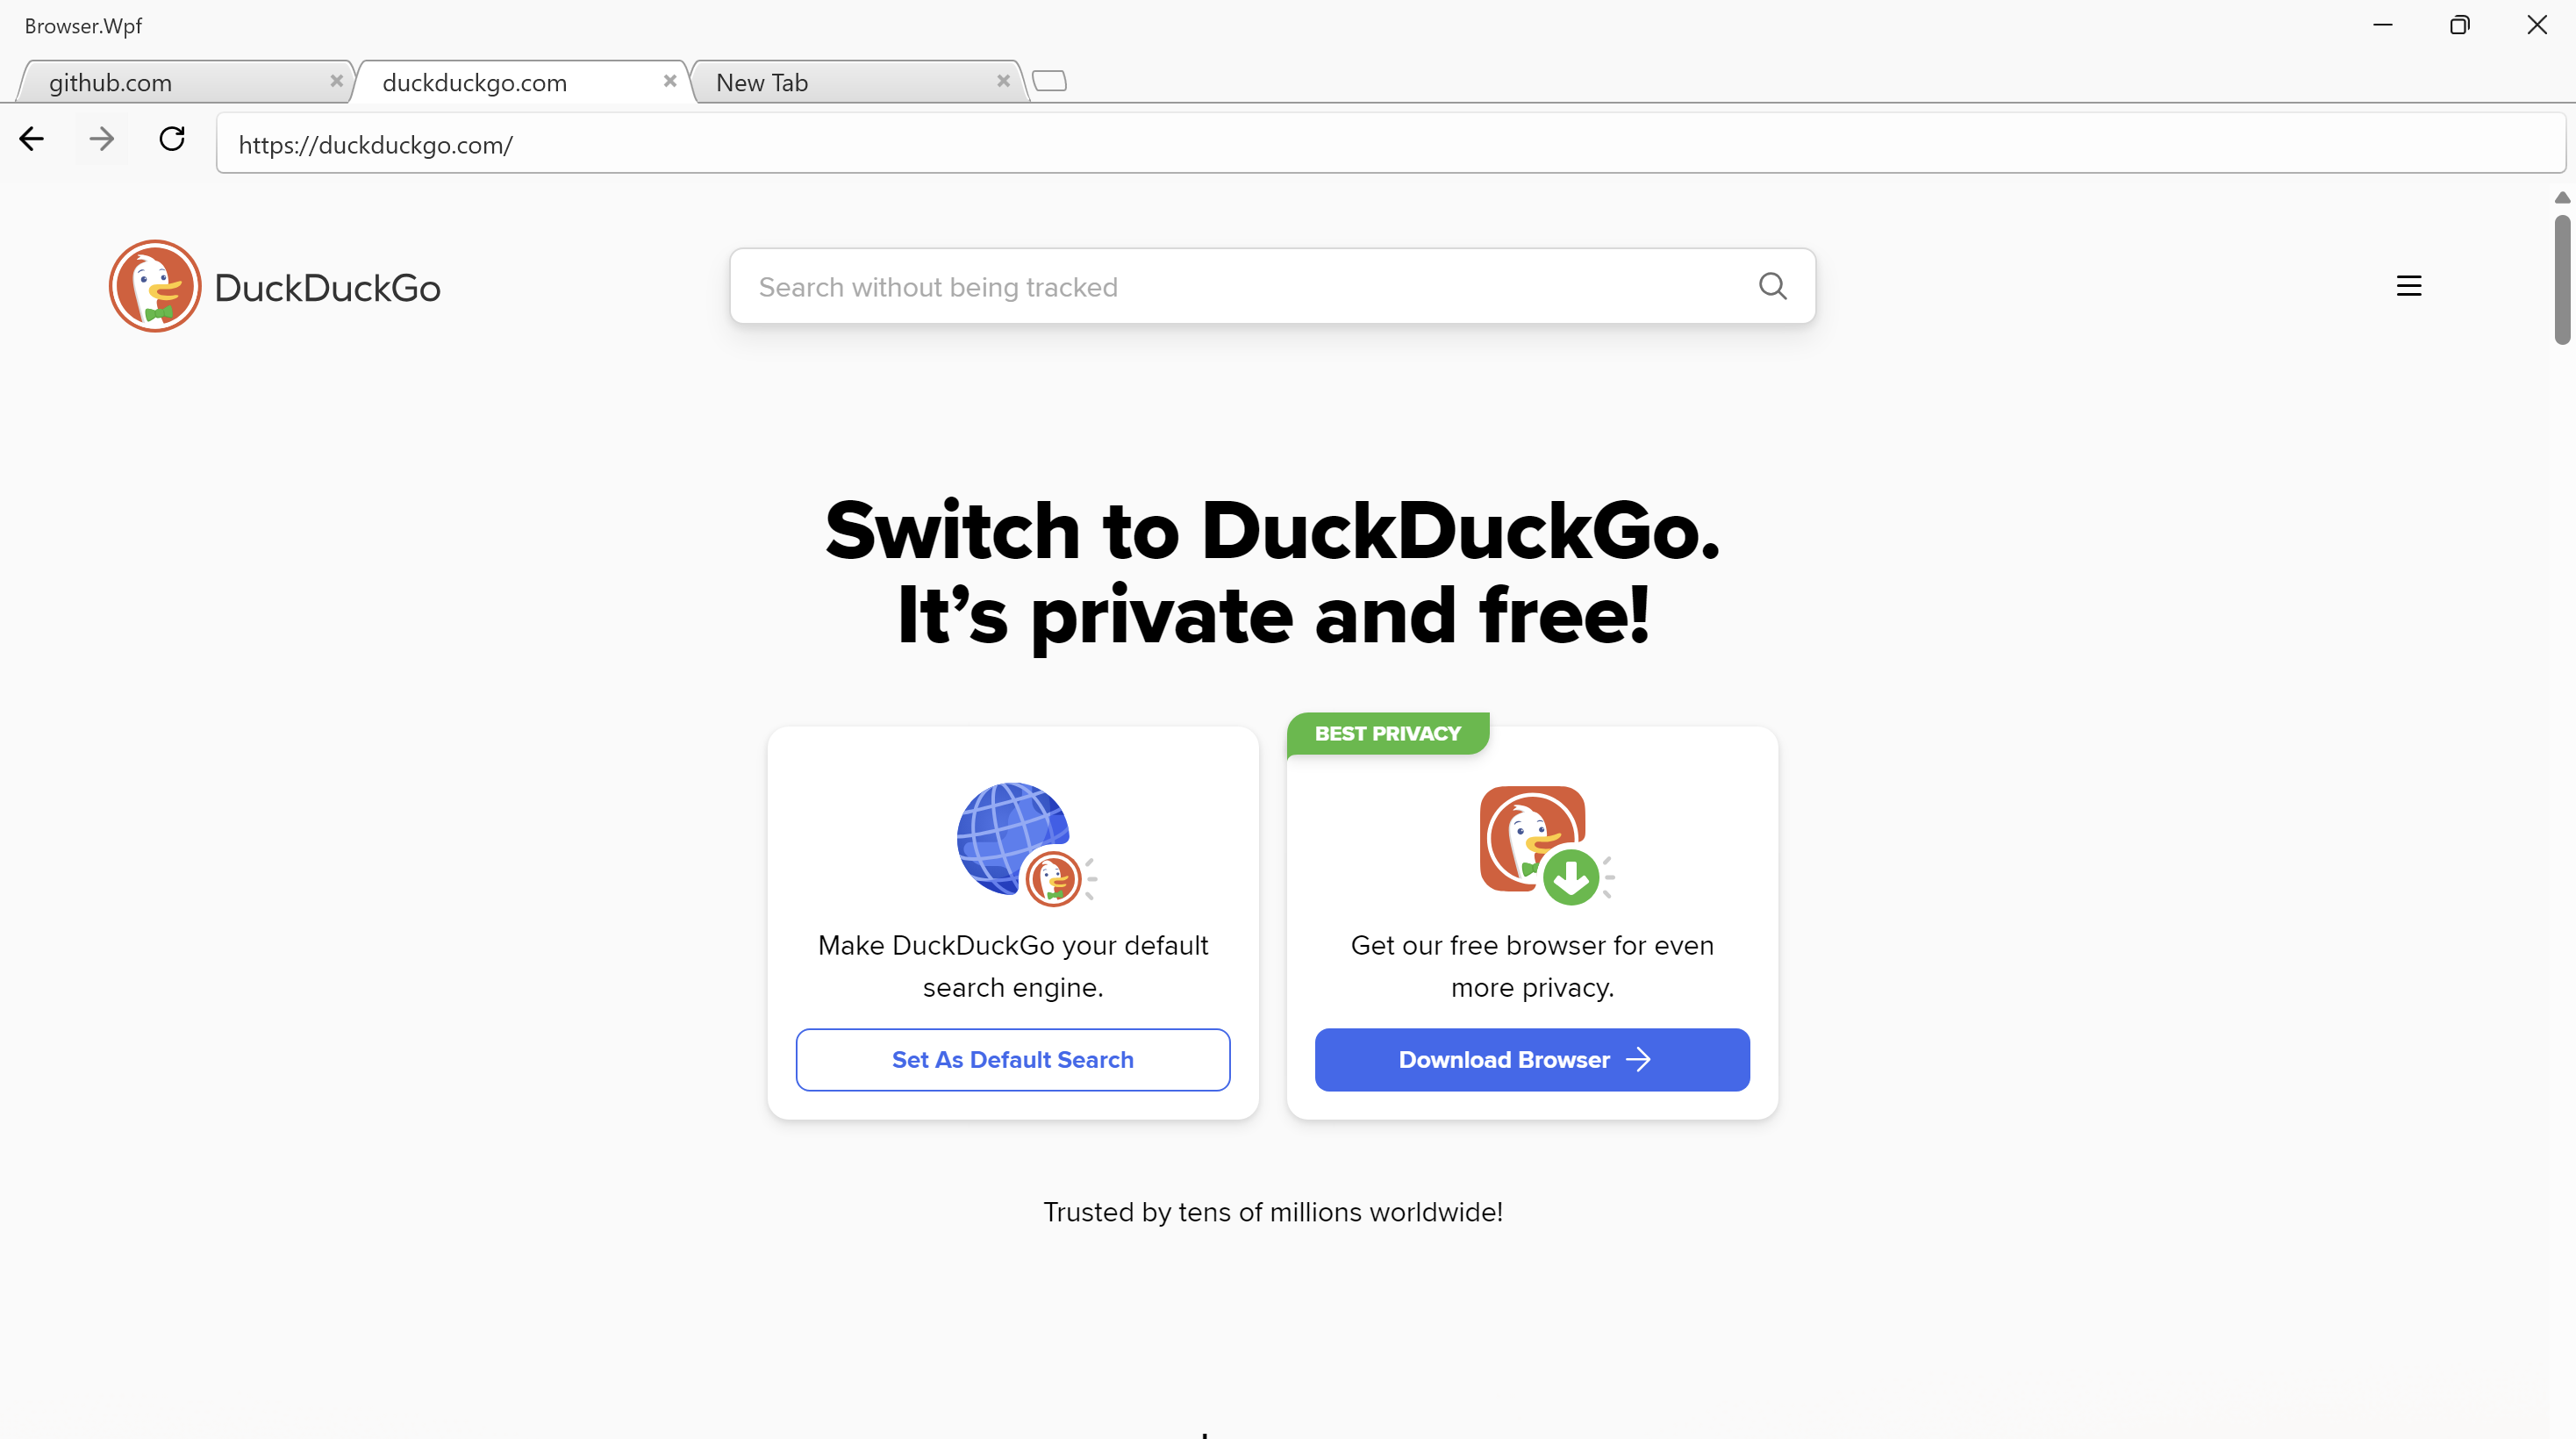 Browser.Wpf
github.com
duckduckgo.com
New Tab
https://duckduckgo.com/
DuckDuckGo
Search without being tracked
Switch to DuckDuckGo.
It’s private and free!
BEST PRIVACY
Make DuckDuckGo your default
search engine.
Set As Default Search
Get our free browser for even
more privacy.
Download Browser
Trusted by tens of millions worldwide!